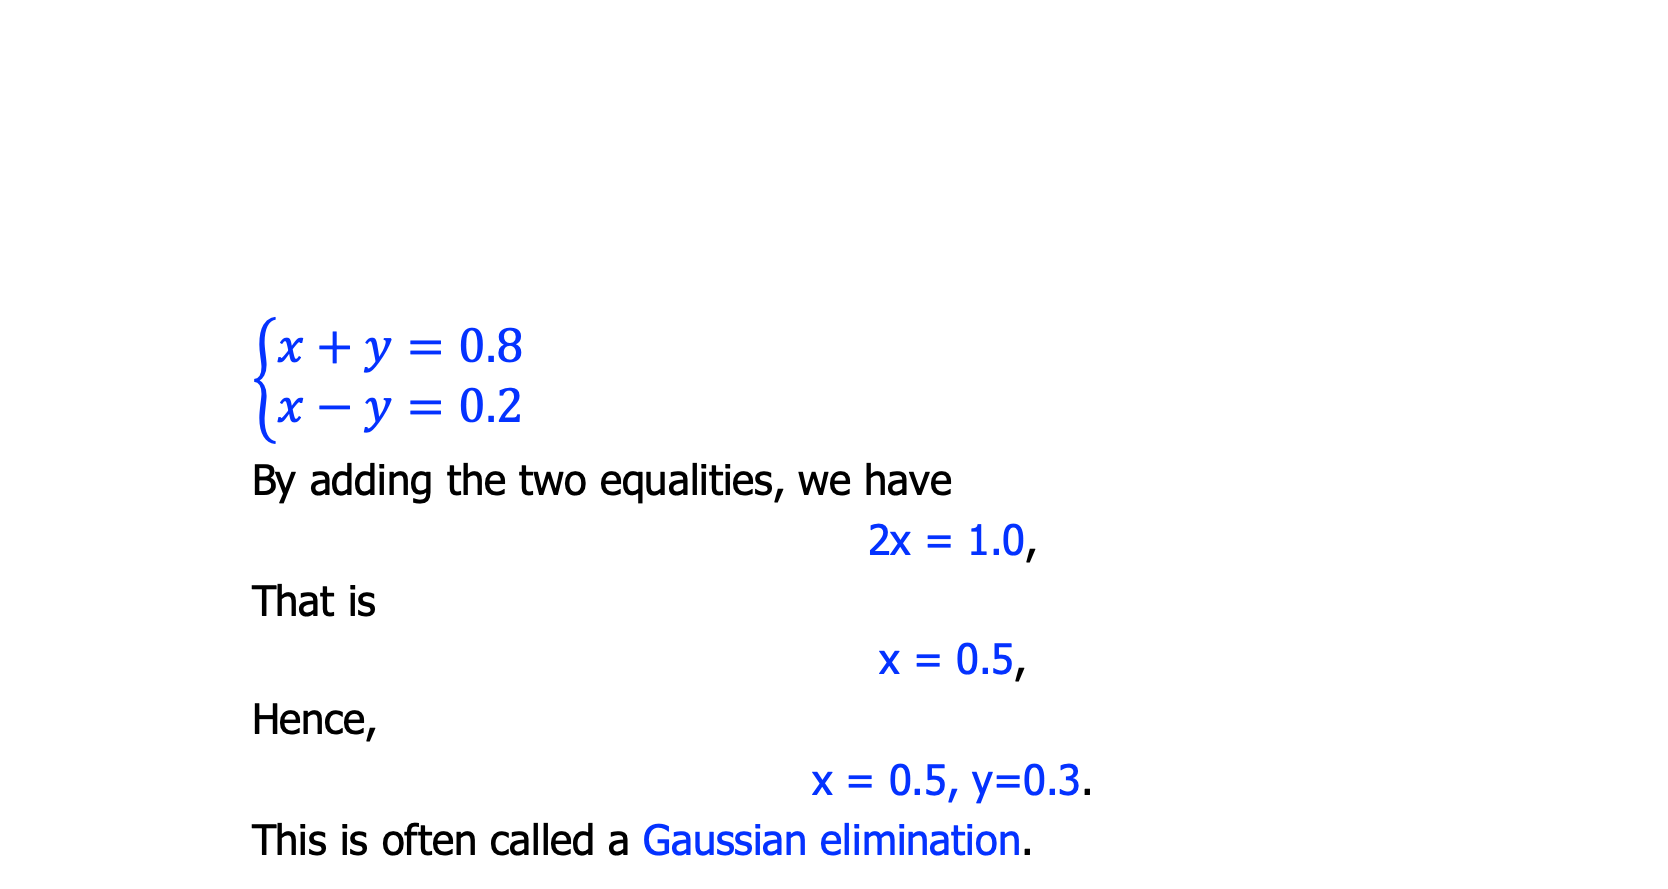 x + y = 0.8
x − y = 0.2
By adding the two equalities, we have
2x = 1.0,
That is
x = 0.5,
Hence,
x = 0.5, y=0.3.
This is often called a Gaussian elimination.